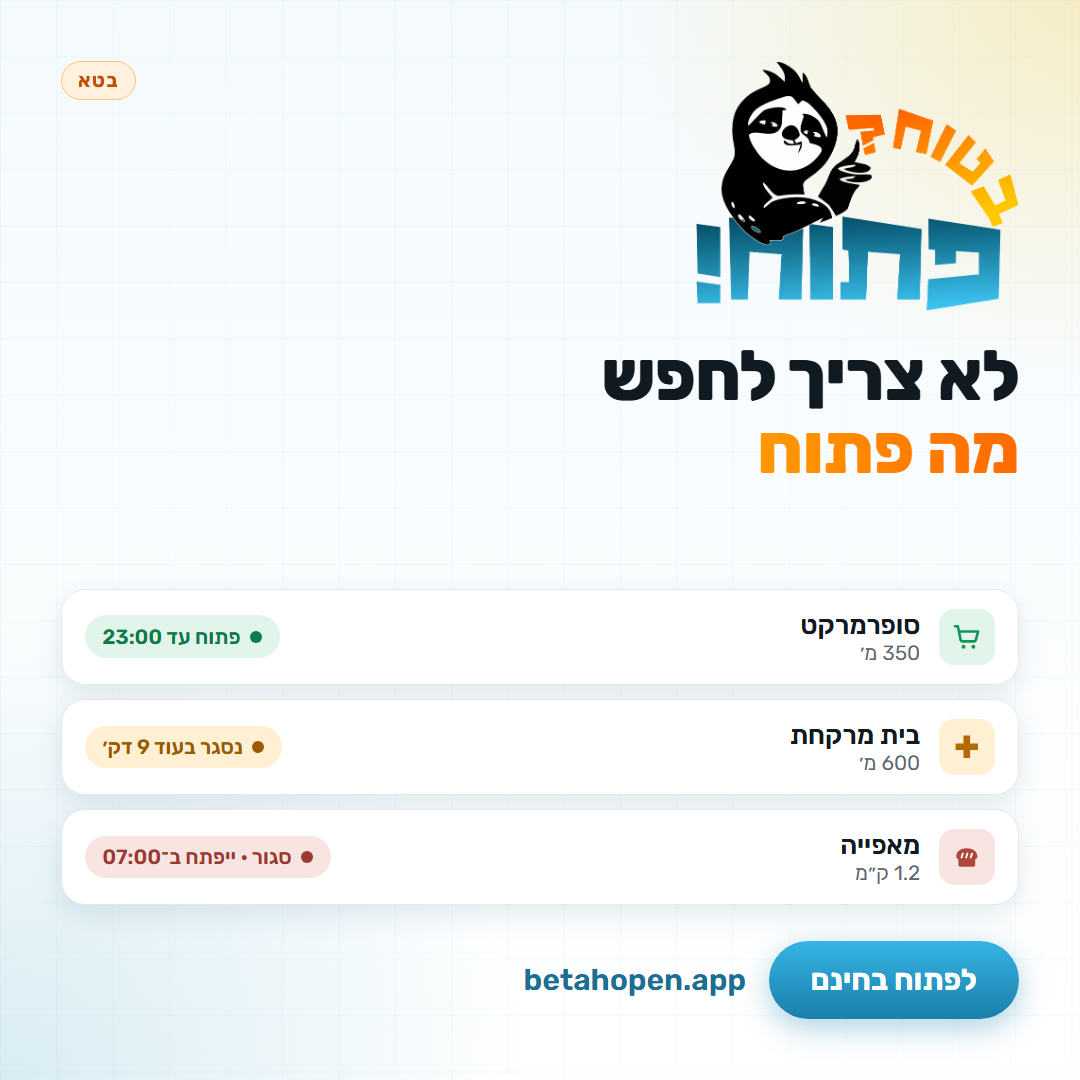 בטא
בטוח?
פתוח!
לא צריך לחפש
מה פתוח
סופרמרקט
350 מ׳
פתוח עד 23:00
בית מרקחת
600 מ׳
נסגר בעוד 9 דק׳
מאפייה
1.2 ק״מ
סגור • ייפתח ב־07:00
לפתוח בחינם
betahopen.app